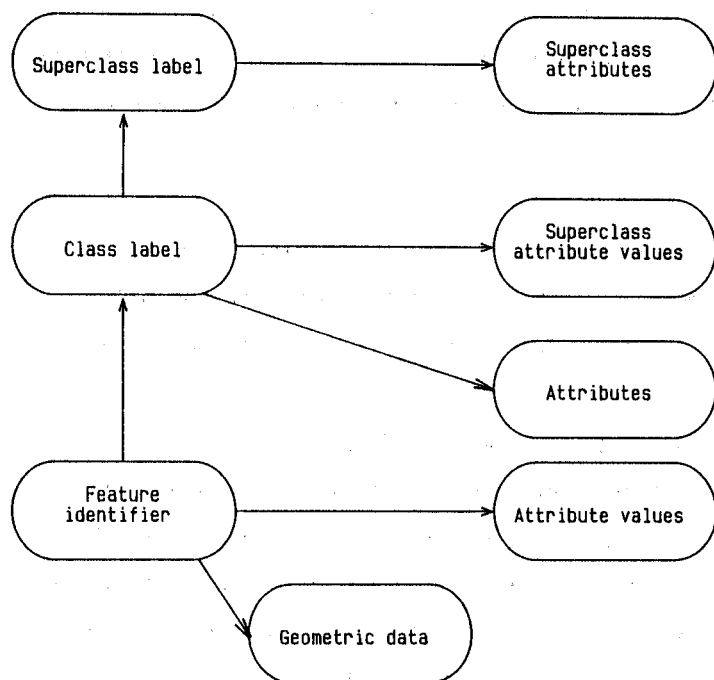 Superclass label
Superclass
attributes
Class label
Superclass
attribute values
Attributes
Feature
identifier
Attribute values
Geometric data